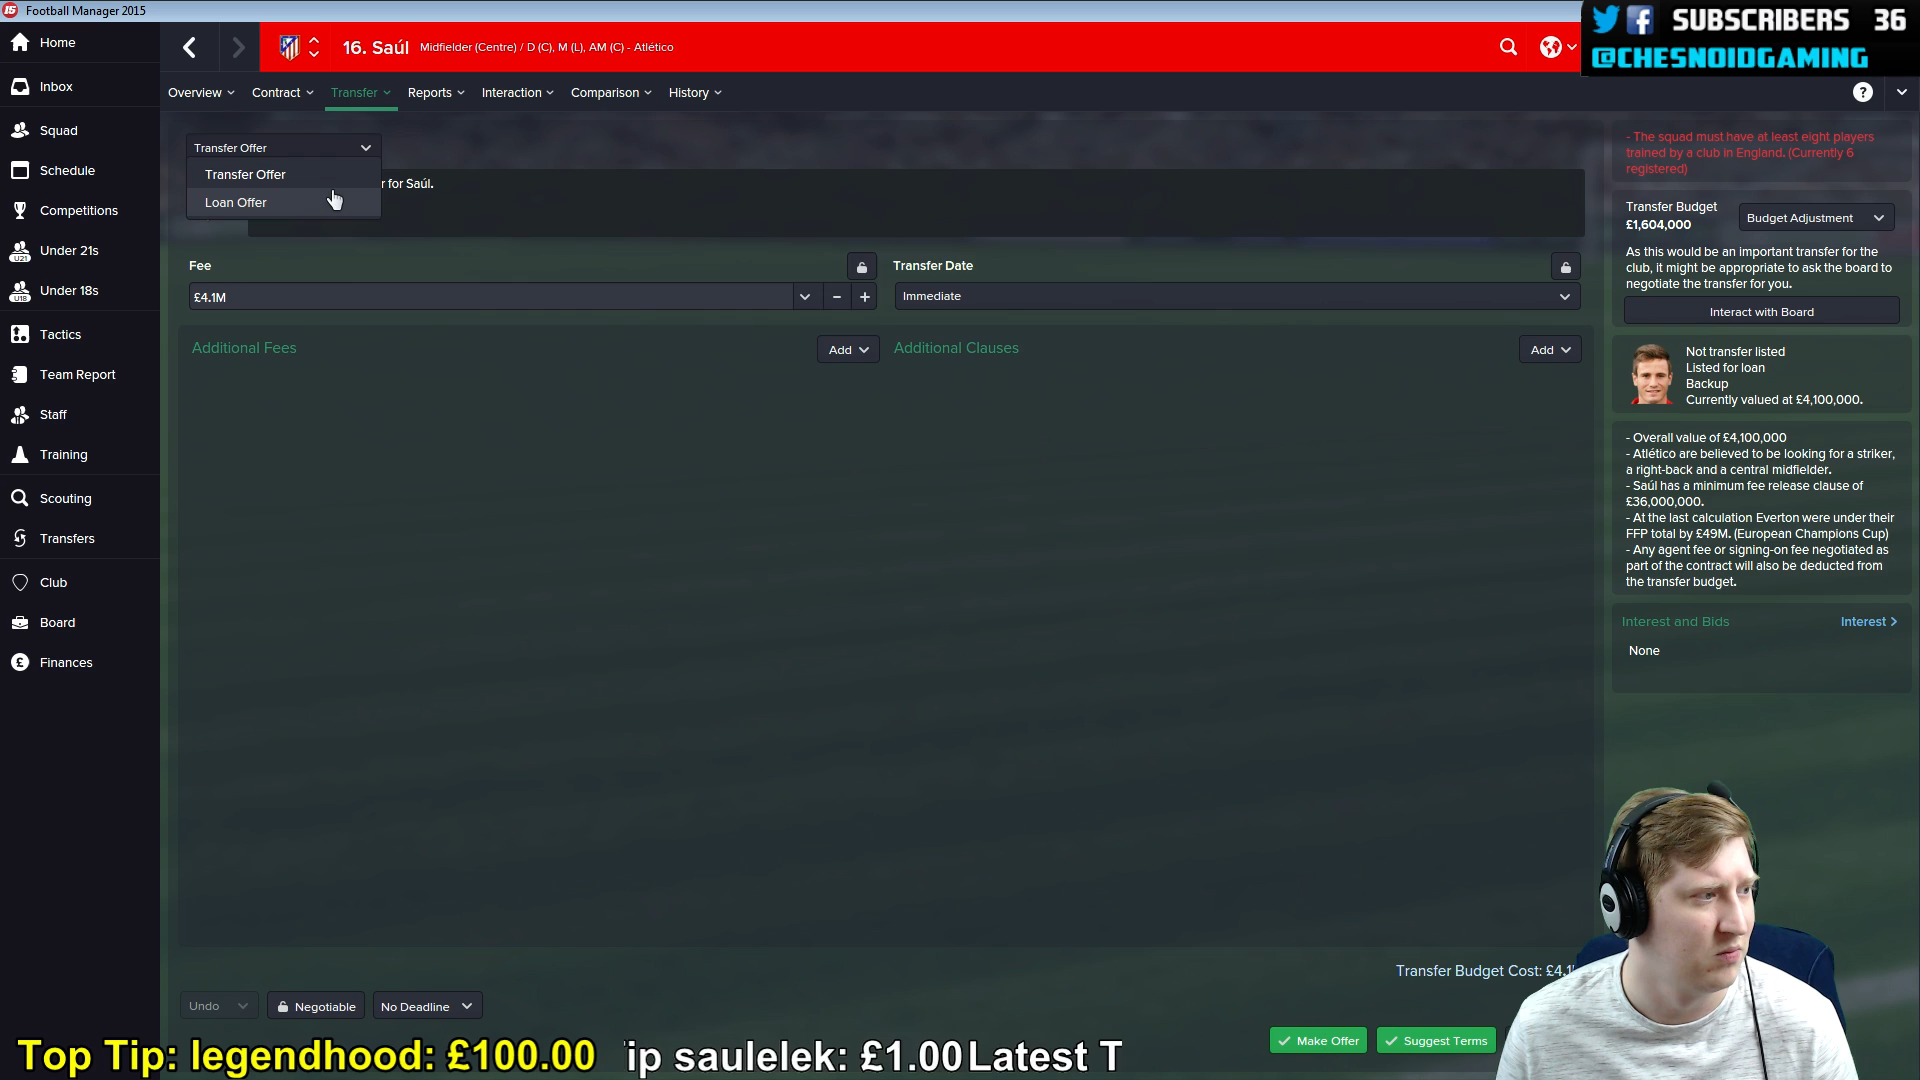 Football Manager 2015
SUBSCRIBERS 36
@CHESNOIDGAMING
Home
Inbox
Squad
Schedule
Competitions
Under 21s
Under 18s
Tactics
Team Report
Staff
Training
Scouting
Transfers
Club
Board
Finances
16. Saúl Midfielder (Centre) / D (C), M (L), AM (C) - Atlético
Overview Contract Transfer Reports Interaction Comparison History
Transfer Offer
Transfer Offer
Loan Offer
r for Saúl.
Fee
£4.1M
Transfer Date
Immediate
Additional Fees
Add
Additional Clauses
Add
- The squad must have at least eight players
trained by a club in England. (Currently 6
registered)
Transfer Budget
£1,604,000
Budget Adjustment
As this would be an important transfer for the
club, it might be appropriate to ask the board to
negotiate the transfer for you.
Interact with Board
Not transfer listed
Listed for loan
Backup
Currently valued at £4,100,000.
- Overall value of £4,100,000
- Atlético are believed to be looking for a striker,
a right-back and a central midfielder.
- Saúl has a minimum fee release clause of
£36,000,000.
- At the last calculation Everton were under their
FFP total by £49M. (European Champions Cup)
- Any agent fee or signing-on fee negotiated as
part of the contract will also be deducted from
the transfer budget.
Interest and Bids
Interest >
None
Transfer Budget Cost: £4.1
Undo
Negotiable
No Deadline
Make Offer
Suggest Terms
Top Tip: legendhood: £100.00
ip saulelek: £1.00 Latest T